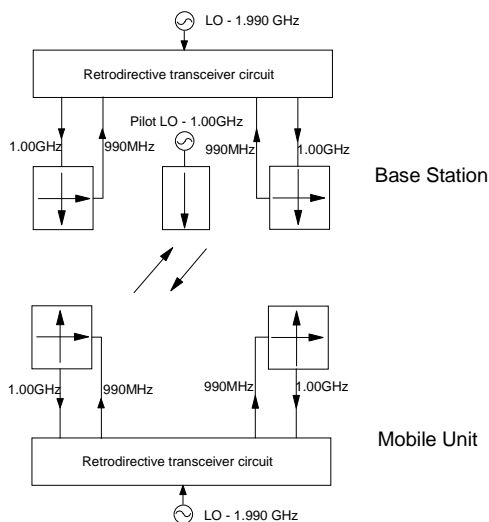 LO - 1.990 GHz
Retrodirective transceiver circuit
Pilot LO - 1.00GHz
1.00GHz
990MHz
990MHz
1.00GHz
Base Station
1.00GHz
990MHz
990MHz
1.00GHz
Mobile Unit
Retrodirective transceiver circuit
LO - 1.990 GHz